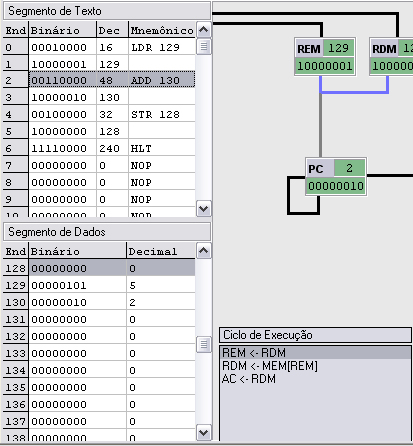 Segmento de Texto
End Binário Dec Mnemônico
0 00010000 16 LDR 129
1 10000001 129
2 00110000 48 ADD 130
3 10000010 130
4 00100000 32 STR 128
5 10000000 128
6 11110000 240 HLT
7 00000000 0 NOP
8 00000000 0 NOP
9 00000000 0 NOP
10 00000000 0 NOP
REM 129
10000001
RDM
PC 2
00000010
Segmento de Dados
End Binário Decimal
128 00000000 0
129 00000101 5
130 00000010 2
131 00000000 0
132 00000000 0
133 00000000 0
134 00000000 0
135 00000000 0
136 00000000 0
137 00000000 0
138 00000000 0
Ciclo de Execução
REM <- RDM
RDM <- MEM[REM]
AC <- RDM